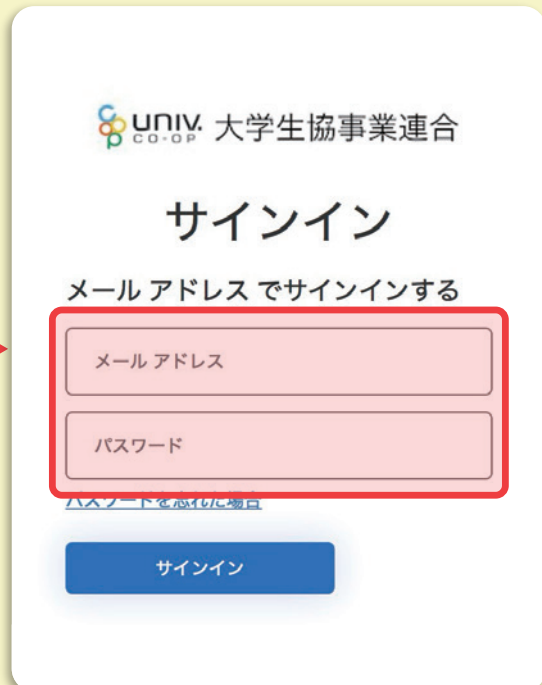 UNIV. CO-OP 大学生協事業連合
サインイン
メール アドレス でサインインする
メール アドレス
パスワード
パスワードを忘れた場合
サインイン